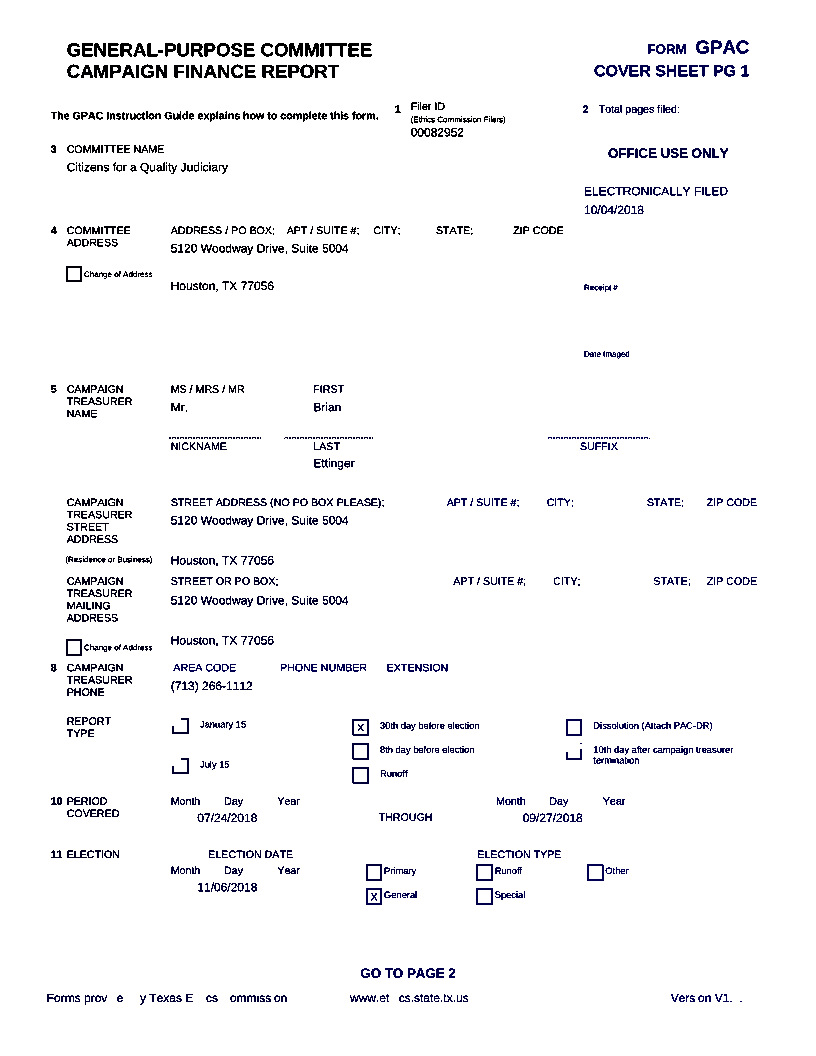 GENERAL-PURPOSE COMMITTEE
CAMPAIGN FINANCE REPORT
FORM GPAC
COVER SHEET PG 1
The GPAC Instruction Guide explains how to complete this form.
1 Filer ID
(Ethics Commission Filers)
00082952
2 Total pages filed:
3 COMMITTEE NAME
Citizens for a Quality Judiciary
OFFICE USE ONLY
ELECTRONICALLY FILED
10/04/2018
4 COMMITTEE
ADDRESS
ADDRESS / PO BOX; APT / SUITE #; CITY; STATE; ZIP CODE
5120 Woodway Drive, Suite 5004
Change of Address
Houston, TX 77056
Receipt #
Date Imaged
5 CAMPAIGN
TREASURER
NAME
MS / MRS / MR FIRST
Mr. Brian
NICKNAME LAST SUFFIX
Ettinger
CAMPAIGN
TREASURER
STREET
ADDRESS
(Residence or Business)
STREET ADDRESS (NO PO BOX PLEASE); APT / SUITE #; CITY; STATE; ZIP CODE
5120 Woodway Drive, Suite 5004
Houston, TX 77056
CAMPAIGN
TREASURER
MAILING
ADDRESS
Change of Address
STREET OR PO BOX; APT / SUITE #; CITY; STATE; ZIP CODE
5120 Woodway Drive, Suite 5004
Houston, TX 77056
8 CAMPAIGN
TREASURER
PHONE
AREA CODE PHONE NUMBER EXTENSION
(713) 266-1112
REPORT
TYPE
January 15
X 30th day before election
Dissolution (Attach PAC-DR)
8th day before election
10th day after campaign treasurer
termination
July 15
Runoff
10 PERIOD
COVERED
Month Day Year
07/24/2018
THROUGH
Month Day Year
09/27/2018
11 ELECTION
ELECTION DATE
Month Day Year
11/06/2018
ELECTION TYPE
Primary Runoff Other
X General Special
GO TO PAGE 2
Forms prov e y Texas E cs ommiss on www.et cs.state.tx.us Vers on V1. .